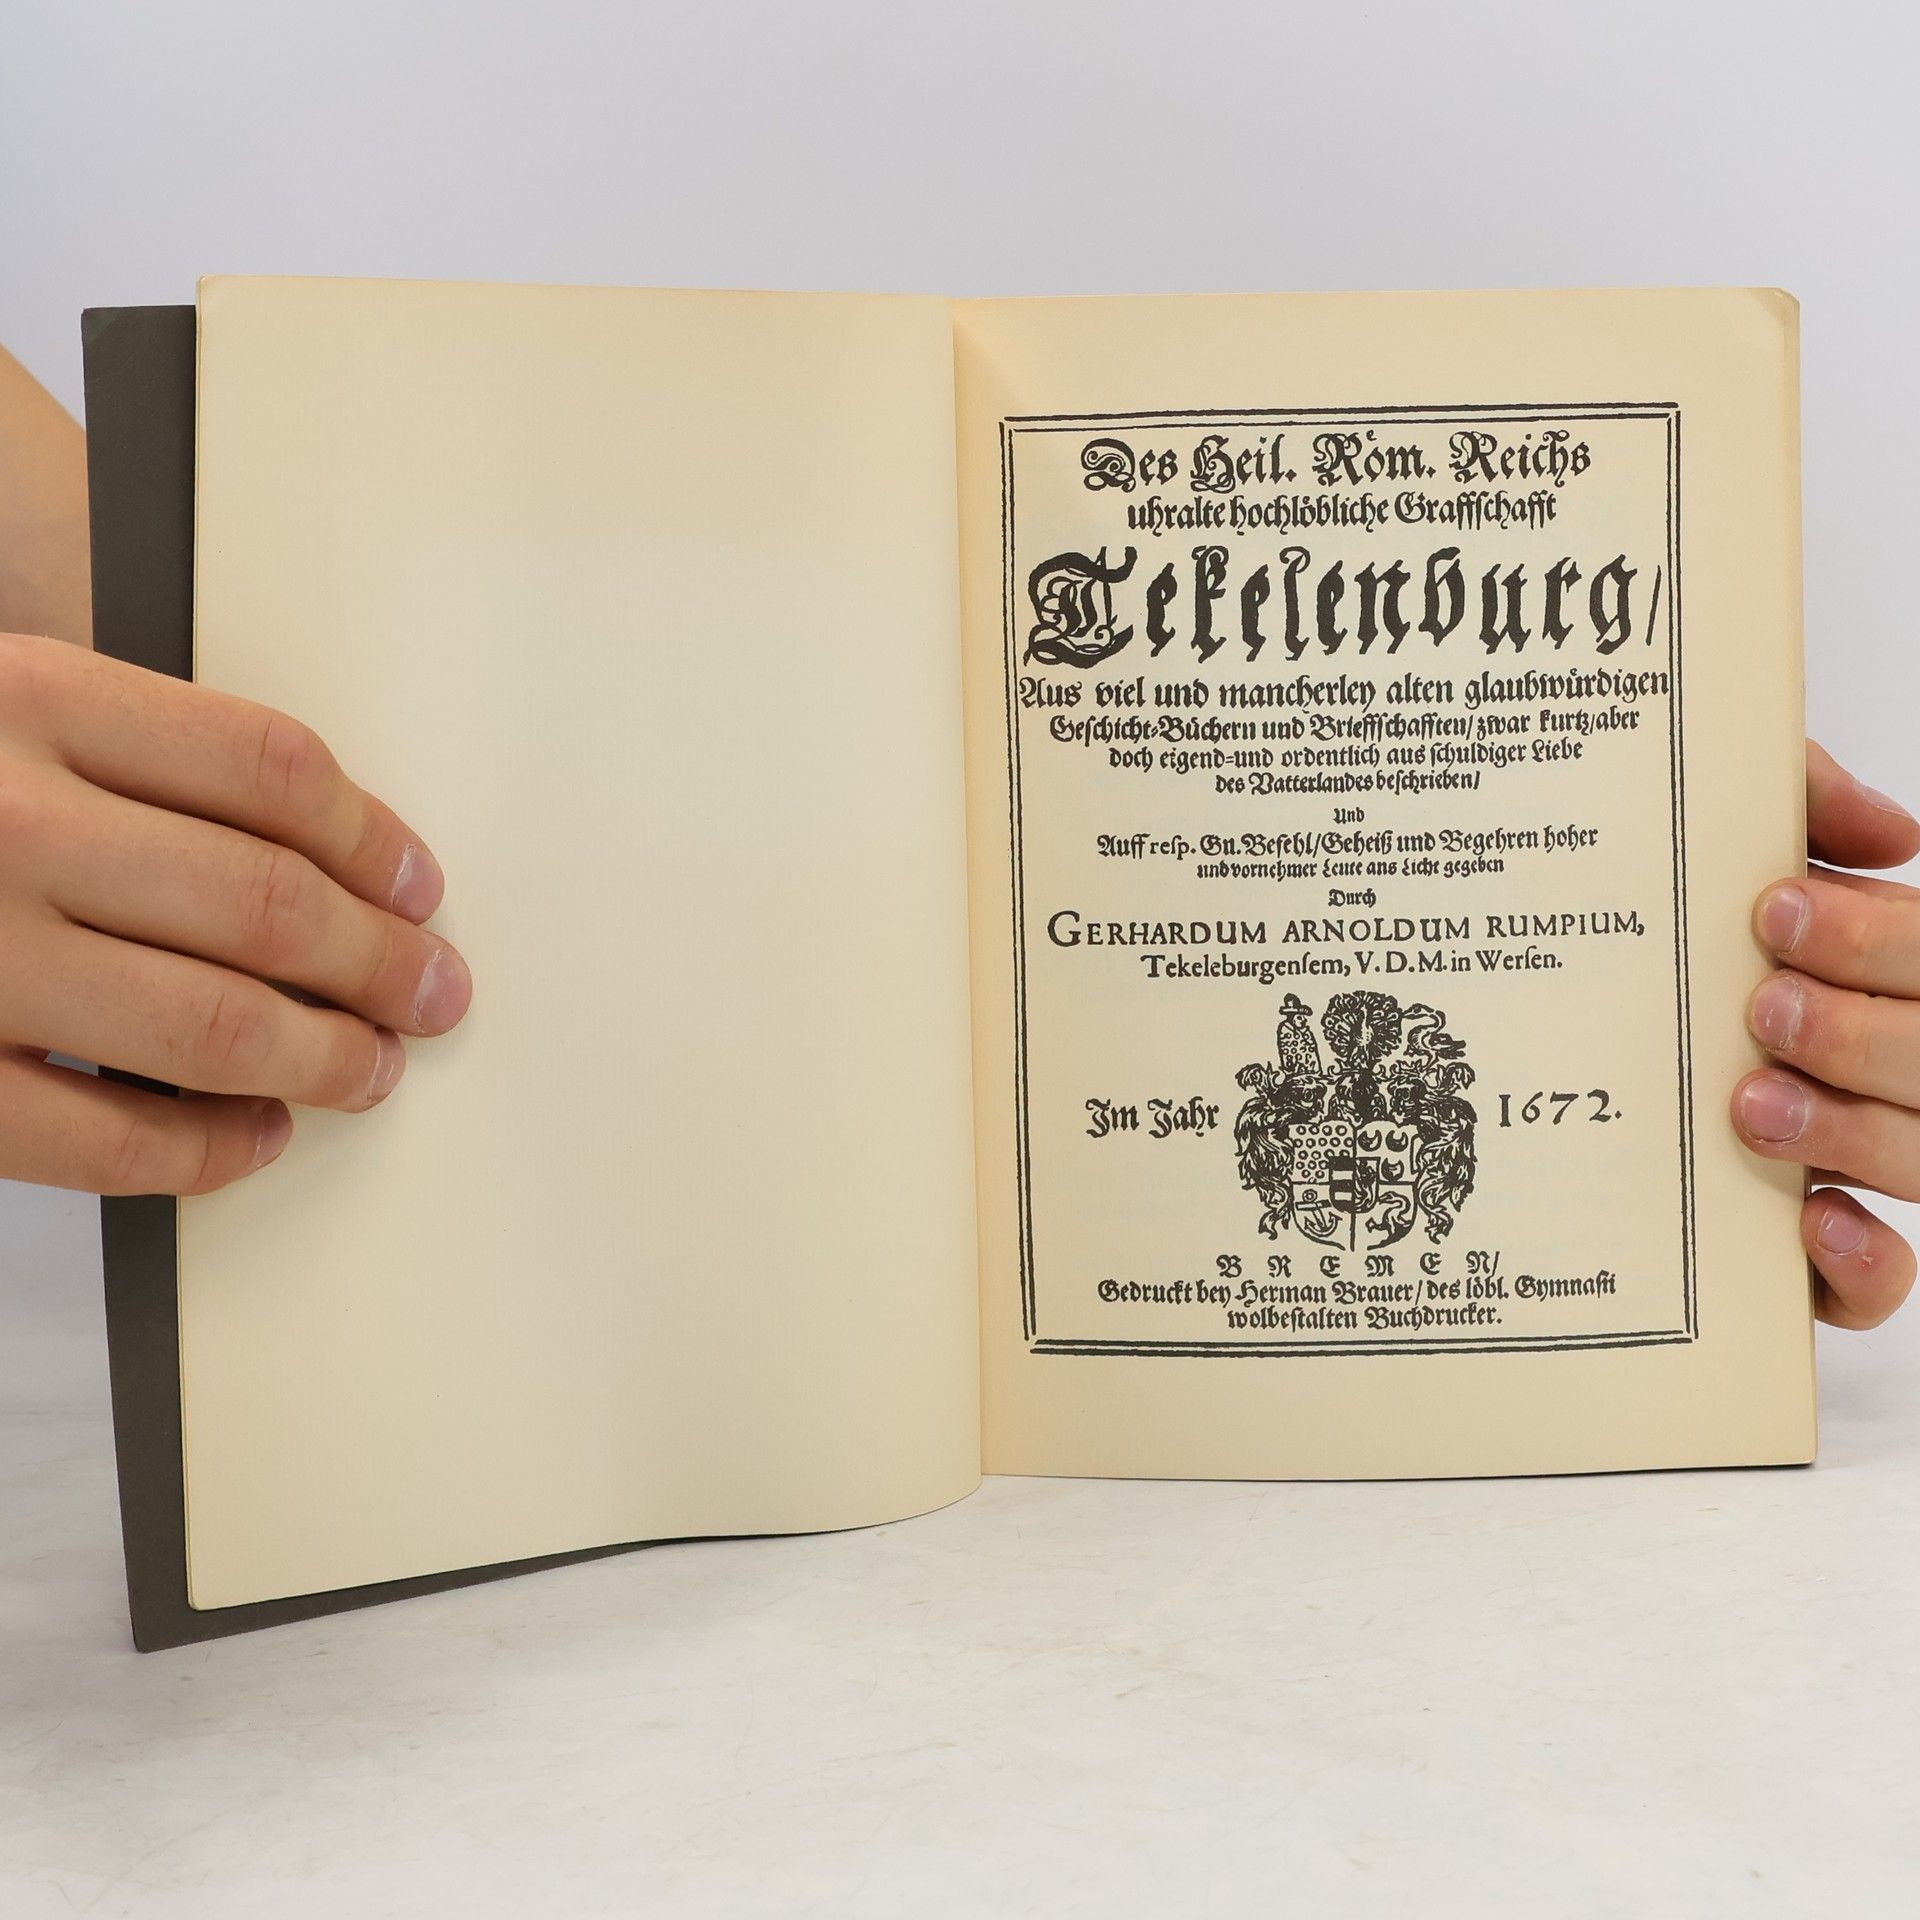 Des Heil. Röm. Reichs
uhralte hochlöbliche Graffschafft
Tekelenburg/
Aus viel und mancherley alten glaubwürdigen
Geschicht-Büchern und Brieffschafften/ zwar kurtz/ aber
doch eigend-und ordentlich aus schuldiger Liebe
des Vatterlandes beschrieben/
Und
Auff resp. Gn. Befehl/ Geheiß und Begehren hoher
und vornehmer Leute ans Licht gegeben
Durch
GERHARDUM ARNOLDUM RUMPIUM,
Tekeleburgensem, V. D. M. in Wersen.
Im Jahr 1672.
BREMEN/
Gedruckt bey Herman Brauer/ des löbl. Gymnasii
wolbestalten Buchdrucker.